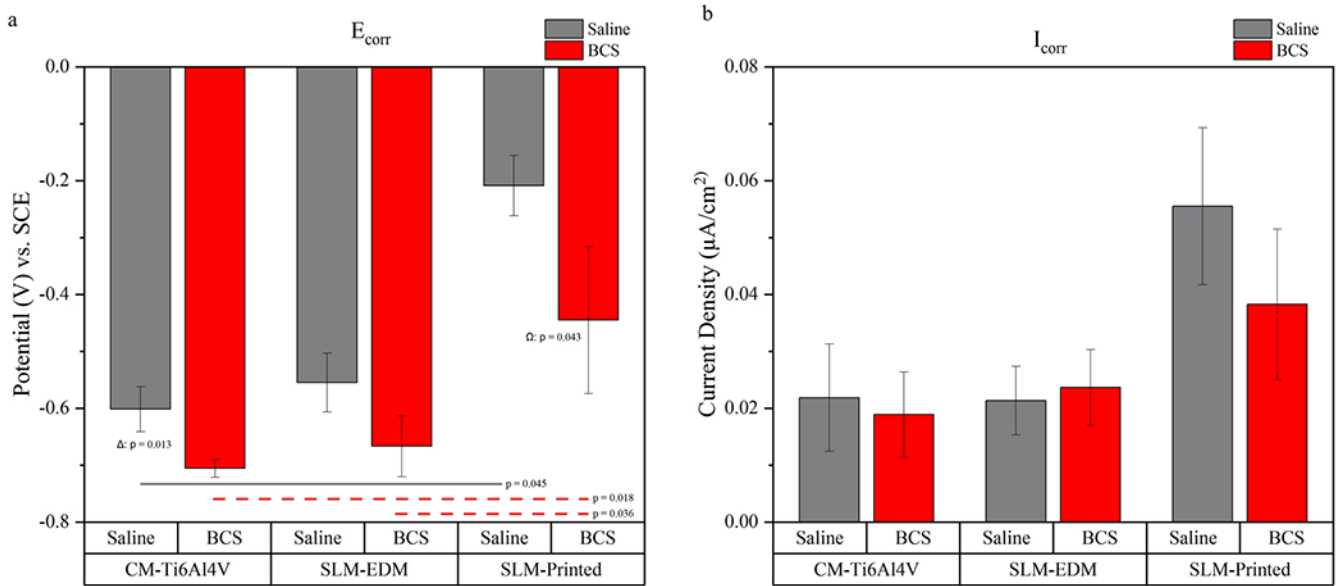 a
E_corr
Saline
BCS
0.0
-0.2
-0.4
-0.6
-0.8
Potential (V) vs. SCE
Δ: p = 0.013
Ω: p = 0.043
p = 0.045
p = 0.018
p = 0.036
Saline BCS Saline BCS Saline BCS
CM-Ti6Al4V SLM-EDM SLM-Printed
b
I_corr
Saline
BCS
0.08
0.06
0.04
0.02
0.00
Current Density (μA/cm²)
Saline BCS Saline BCS Saline BCS
CM-Ti6Al4V SLM-EDM SLM-Printed